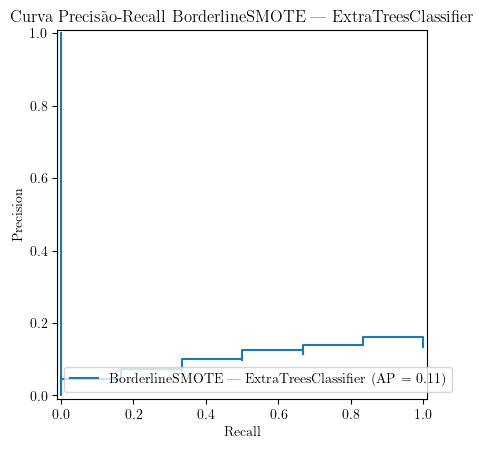 Curva Precisão-Recall BorderlineSMOTE — ExtraTreesClassifier
1.0
0.8
0.6
0.4
0.2
0.0
Precision
BorderlineSMOTE — ExtraTreesClassifier (AP = 0.11)
0.0 0.2 0.4 0.6 0.8 1.0
Recall